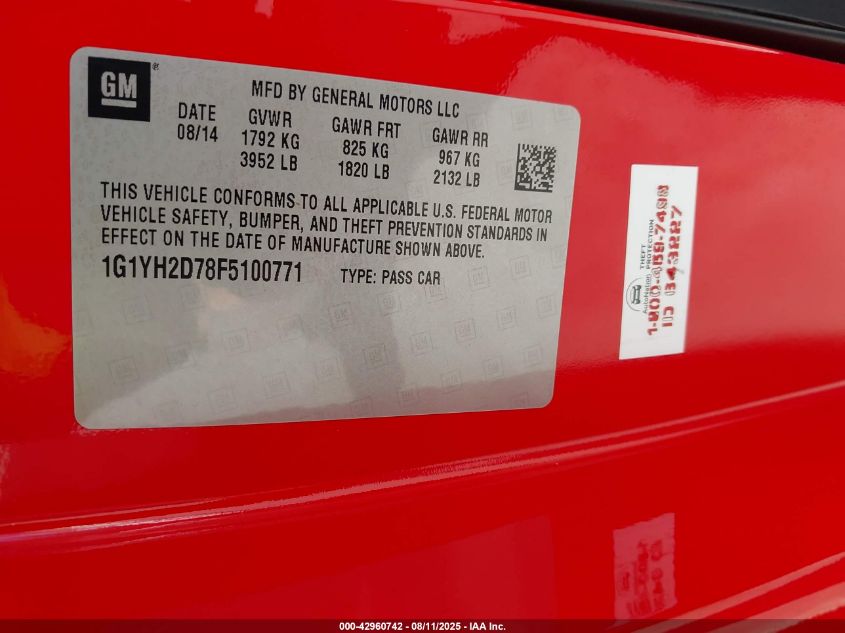 GM
MFD BY GENERAL MOTORS LLC
DATE GVWR GAWR FRT GAWR RR
08/14 1792 KG 825 KG 967 KG
3952 LB 1820 LB 2132 LB
THIS VEHICLE CONFORMS TO ALL APPLICABLE U.S. FEDERAL MOTOR
VEHICLE SAFETY, BUMPER, AND THEFT PREVENTION STANDARDS IN
EFFECT ON THE DATE OF MANUFACTURE SHOWN ABOVE.
1G1YH2D78F5100771 TYPE: PASS CAR
THEFT
PROTECTION
000-42960742 - 08/11/2025 - IAA Inc.